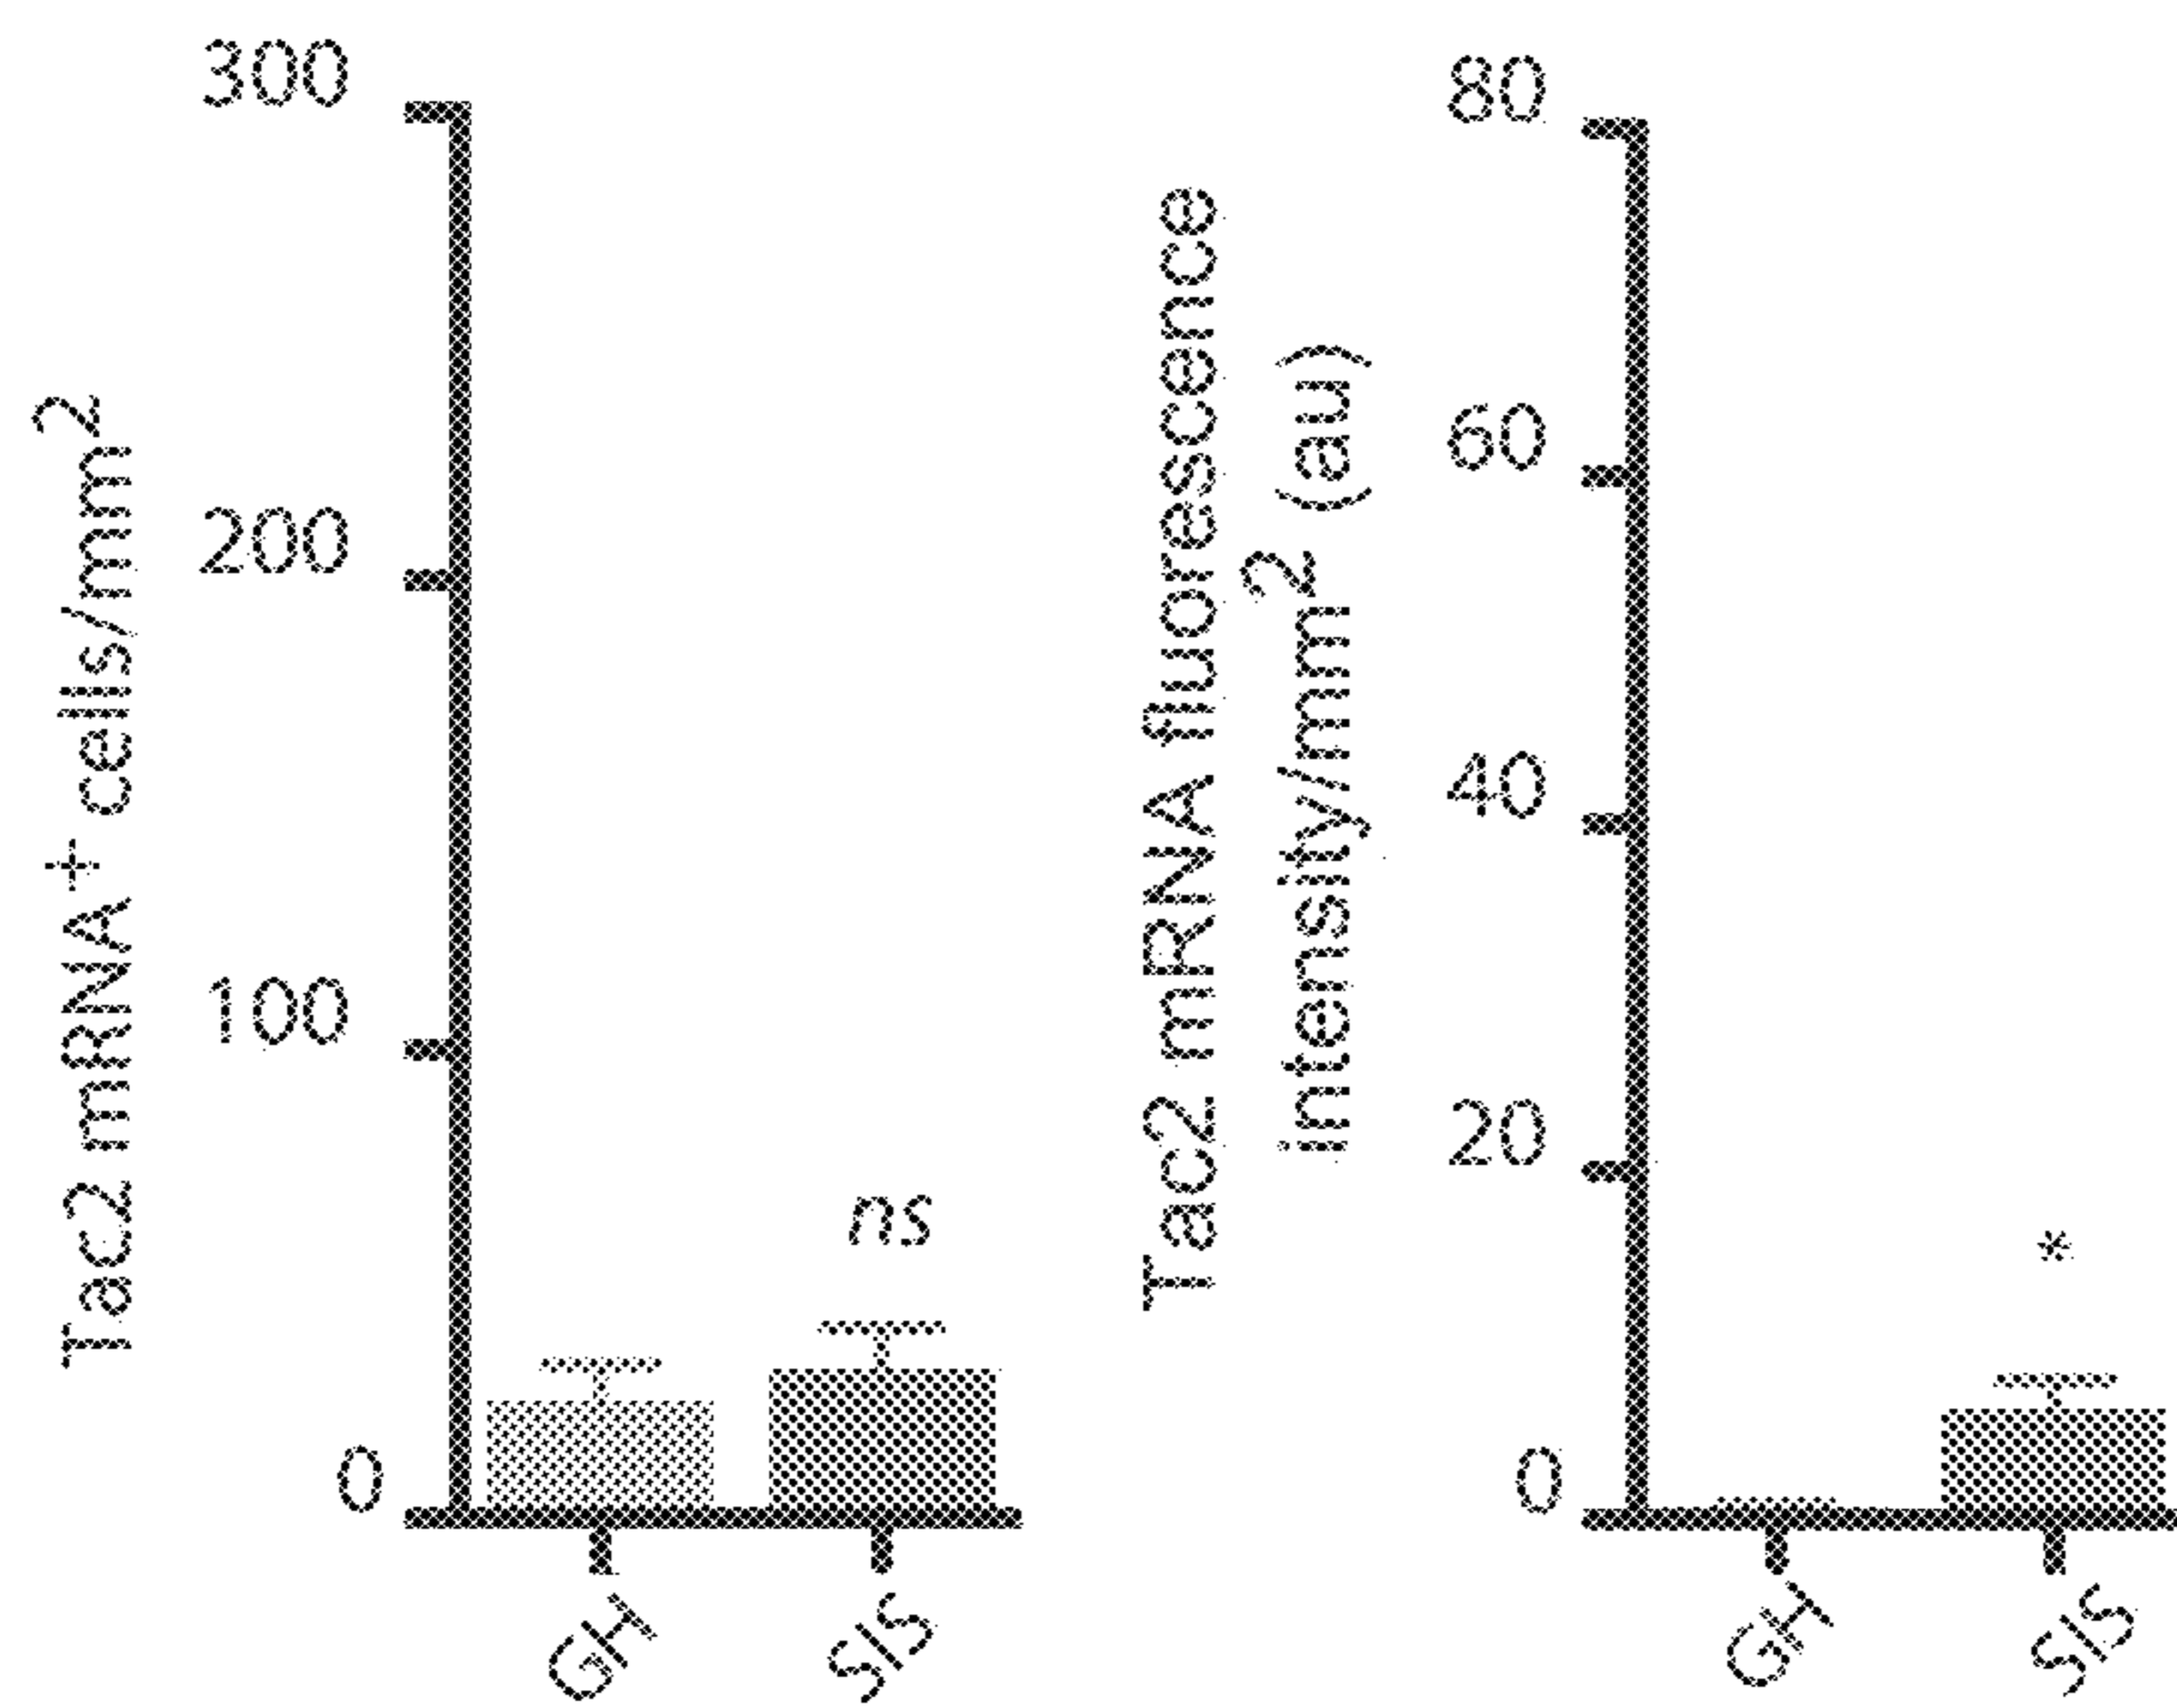 Tac2 mRNA⁺ cells/mm²
300
200
100
0
ns
GH
SIS
Tac2 mRNA fluorescence
intensity/mm² (au)
80
60
40
20
0
*
GH
SIS